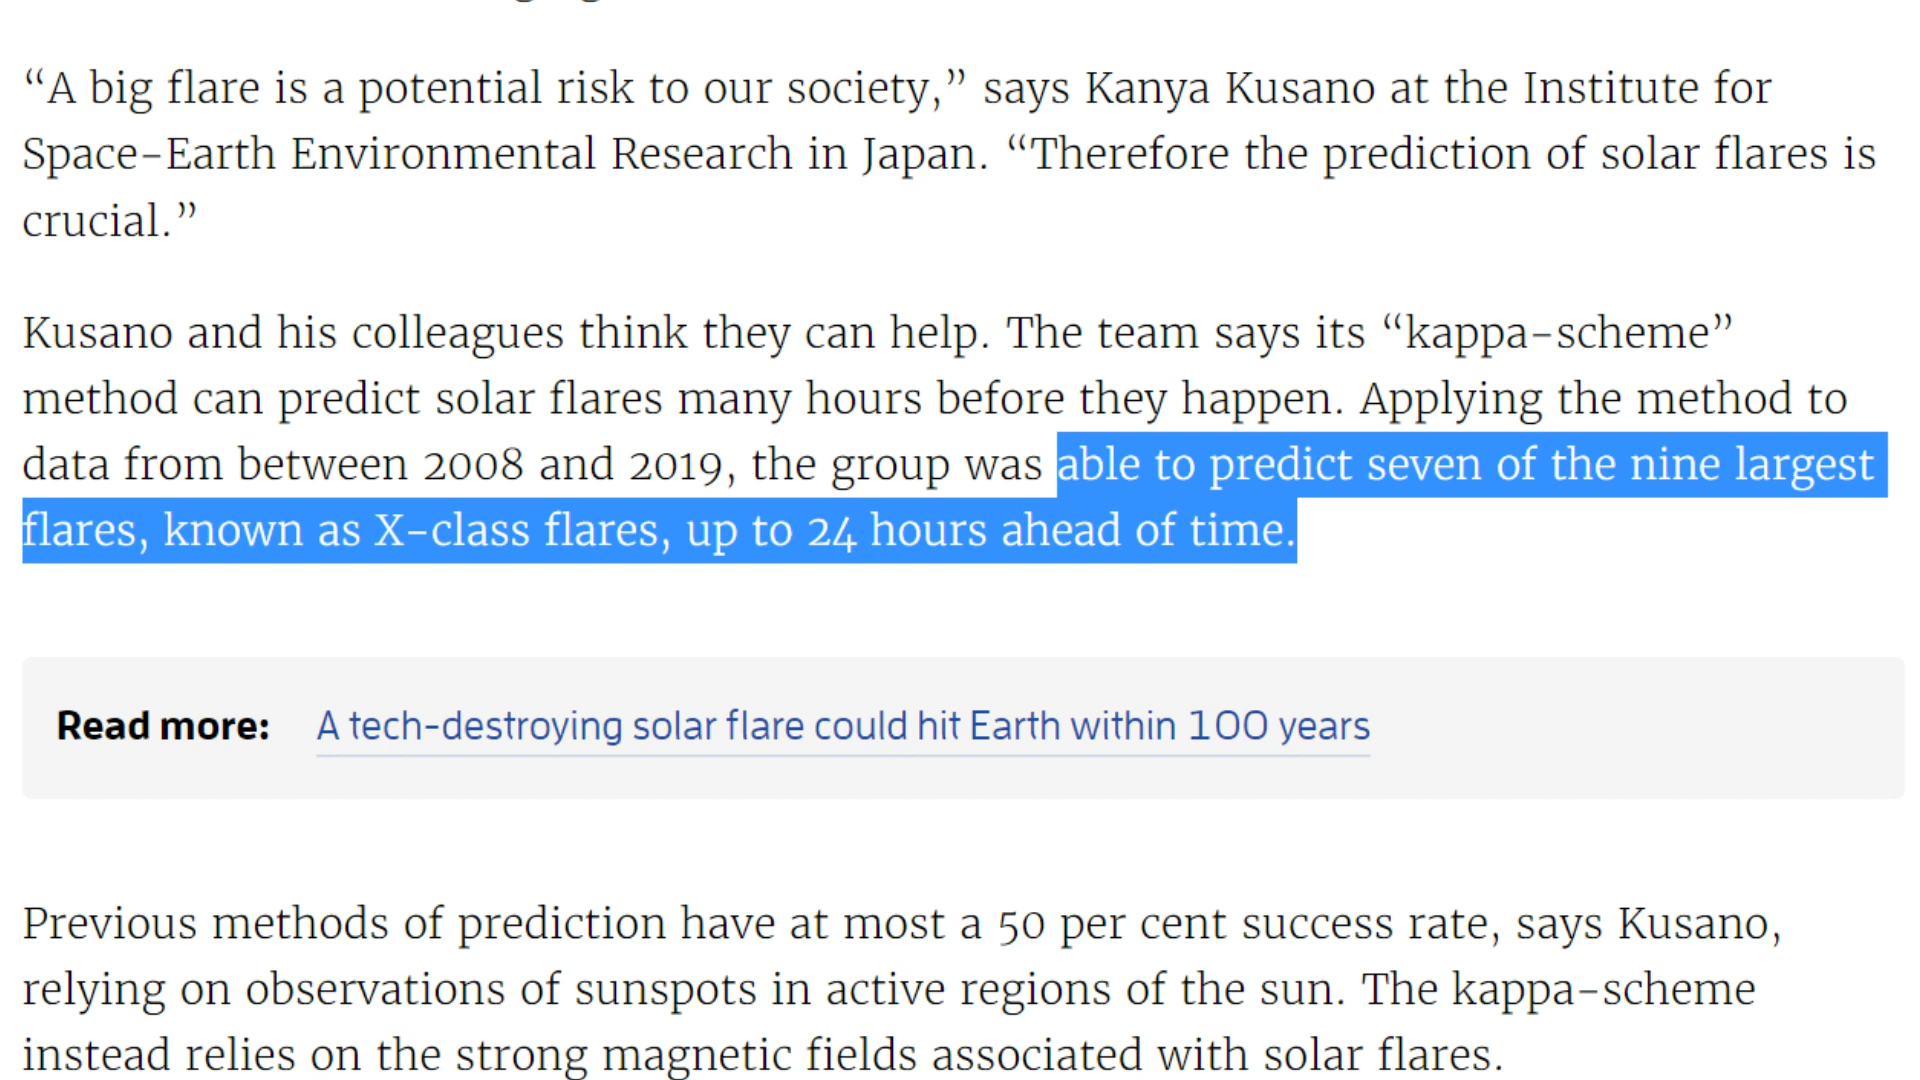 “A big flare is a potential risk to our society,” says Kanya Kusano at the Institute for
Space-Earth Environmental Research in Japan. “Therefore the prediction of solar flares is
crucial.”
Kusano and his colleagues think they can help. The team says its “kappa-scheme”
method can predict solar flares many hours before they happen. Applying the method to
data from between 2008 and 2019, the group was able to predict seven of the nine largest
flares, known as X-class flares, up to 24 hours ahead of time.
Read more: A tech-destroying solar flare could hit Earth within 100 years
Previous methods of prediction have at most a 50 per cent success rate, says Kusano,
relying on observations of sunspots in active regions of the sun. The kappa-scheme
instead relies on the strong magnetic fields associated with solar flares.